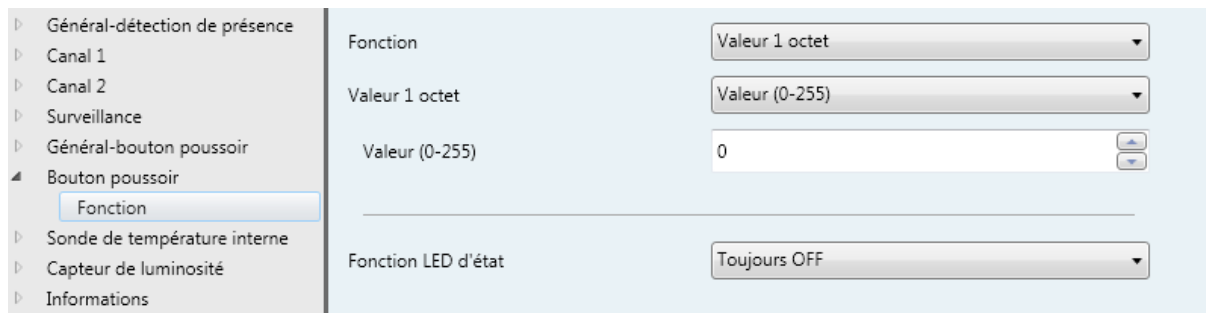 Général-détection de présence
Canal 1
Canal 2
Surveillance
Général-bouton poussoir
Bouton poussoir
Fonction
Sonde de température interne
Capteur de luminosité
Informations
Fonction Valeur 1 octet
Valeur 1 octet Valeur (0-255)
Valeur (0-255) 0
Fonction LED d'état Toujours OFF